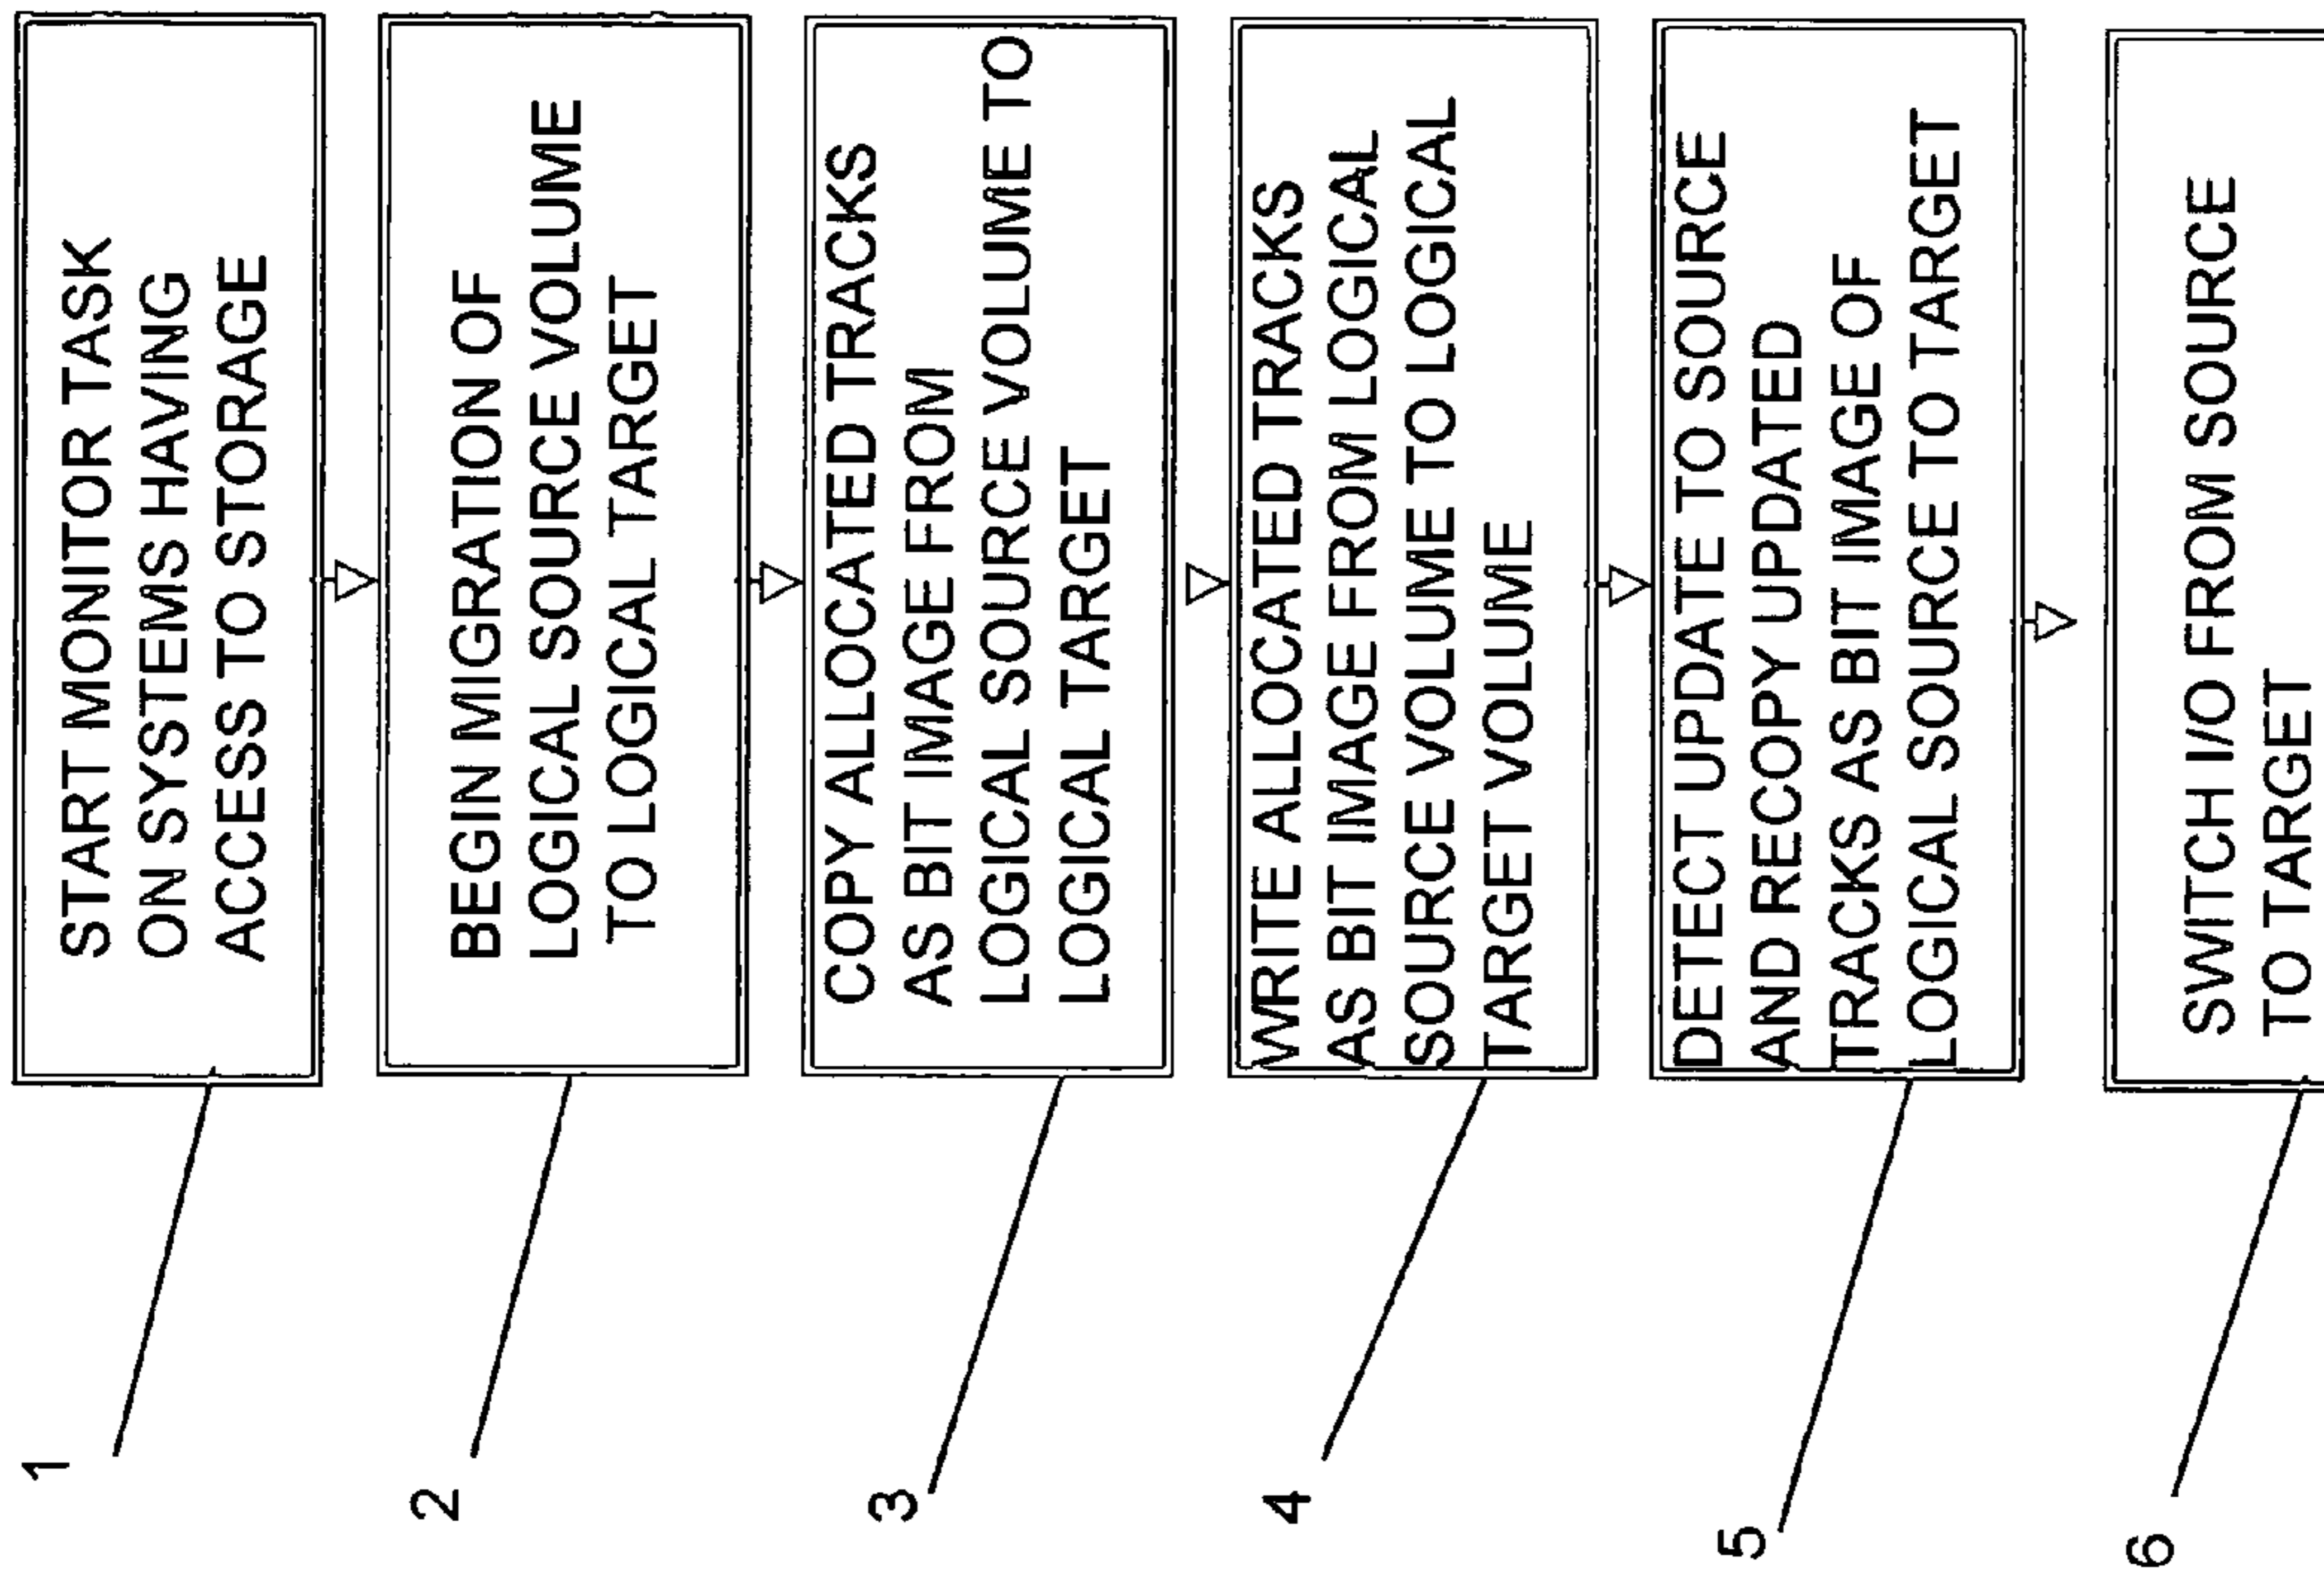 1
START MONITOR TASK
ON SYSTEMS HAVING
ACCESS TO STORAGE
2
BEGIN MIGRATION OF
LOGICAL SOURCE VOLUME
TO LOGICAL TARGET
3
COPY ALLOCATED TRACKS
AS BIT IMAGE FROM
LOGICAL SOURCE VOLUME TO
LOGICAL TARGET
4
WRITE ALLOCATED TRACKS
AS BIT IMAGE FROM LOGICAL
SOURCE VOLUME TO LOGICAL
TARGET VOLUME
5
DETECT UPDATE TO SOURCE
AND RECOPY UPDATED
TRACKS AS BIT IMAGE OF
LOGICAL SOURCE TO TARGET
6
SWITCH I/O FROM SOURCE
TO TARGET